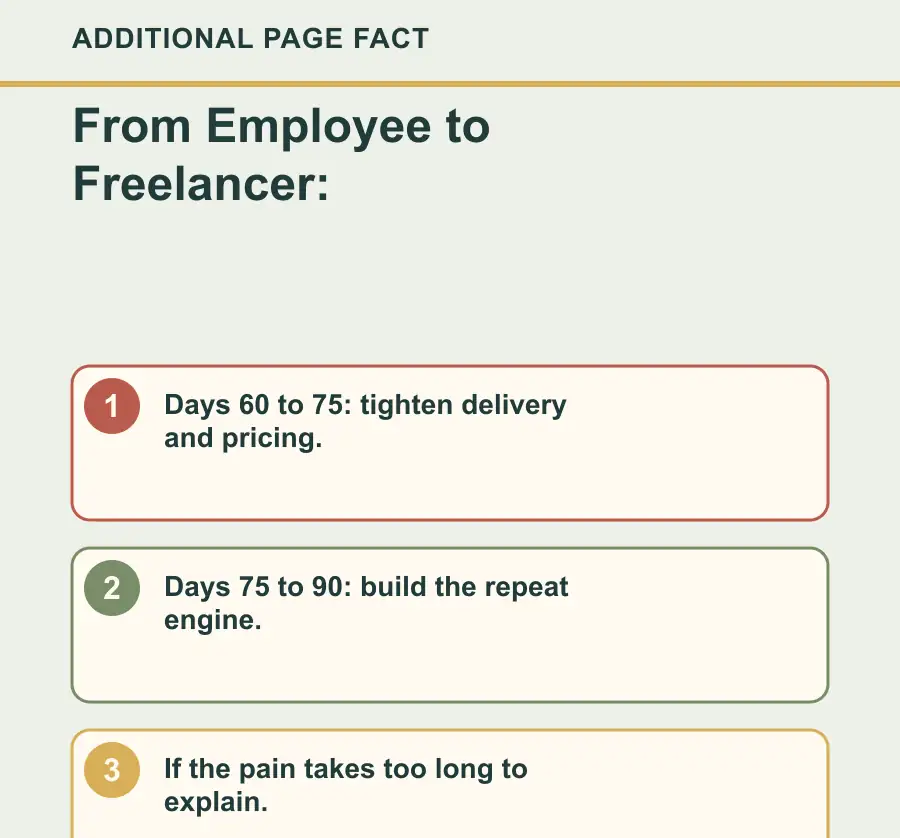 ADDITIONAL PAGE FACT
From Employee to
Freelancer:
1
Days 60 to 75: tighten delivery
and pricing.
2
Days 75 to 90: build the repeat
engine.
3
If the pain takes too long to
explain.